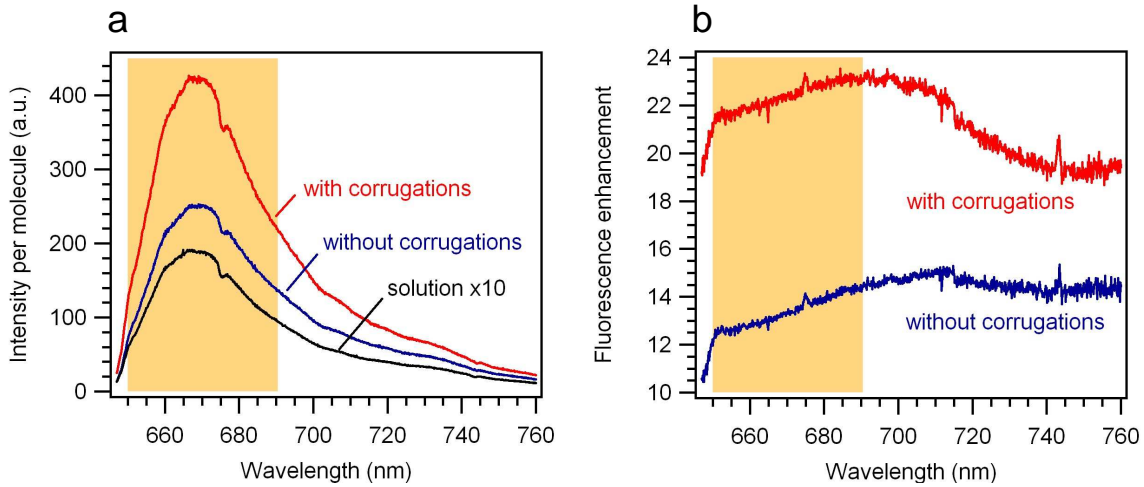 a
Intensity per molecule (a.u.)
400
300
200
100
0
with corrugations
without corrugations
solution x10
660 680 700 720 740 760
Wavelength (nm)
b
Fluorescence enhancement
24
22
20
18
16
14
12
10
with corrugations
without corrugations
660 680 700 720 740 760
Wavelength (nm)